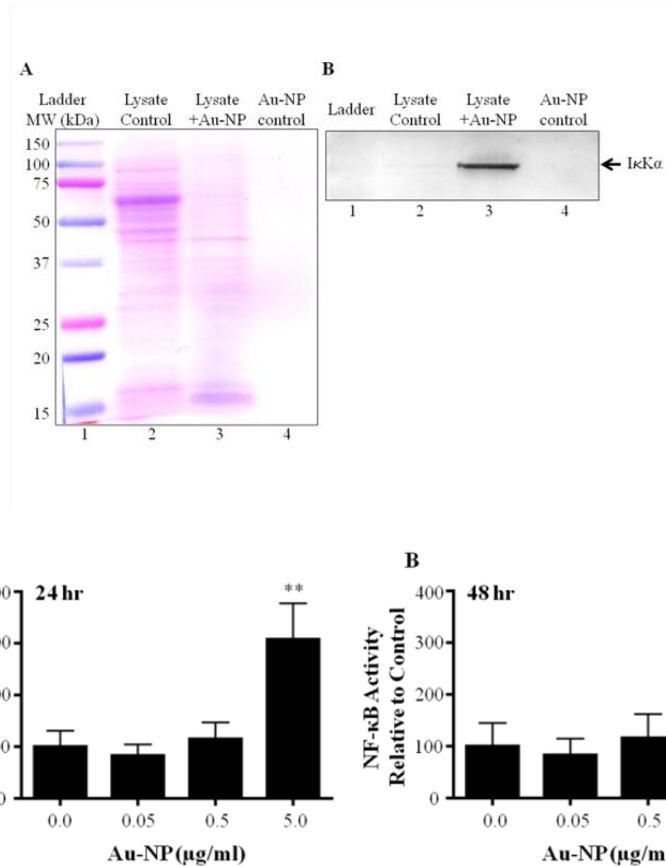 A
B
Ladder
MW (kDa)
Lysate
Control
Lysate
+Au-NP
Au-NP
control
150
100
75
50
37
25
20
15
1 2 3 4
Ladder
Lysate
Control
Lysate
+Au-NP
Au-NP
control
IκKα
1 2 3 4
24 hr
**
0.0 0.05 0.5 5.0
Au-NP (µg/ml)
B
48 hr
NF-κB Activity
Relative to Control
400
300
200
100
0
0.0 0.05 0.5
Au-NP (µg/m